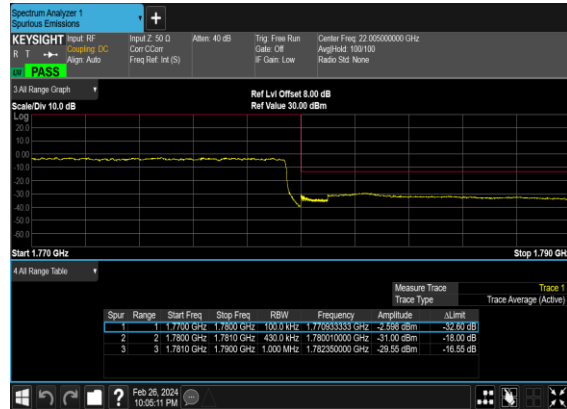 Spectrum Analyzer 1
Spurious Emissions
KEYSIGHT Input: RF Input Z: 50 Ω Atten: 40 dB Trig: Free Run Center Freq: 22.005000000 GHz
R T Coupling: DC Corr CCorr Gate: Off Avg|Hold: 100/100
Align: Auto Freq Ref: Int (S) IF Gain: Low Radio Std: None
LXI PASS
3 All Range Graph
Ref Lvl Offset 8.00 dB
Scale/Div 10.0 dB Ref Value 30.00 dBm
Log
20.0
10.0
0.00
-10.0
-20.0
-30.0
-40.0
-50.0
-60.0
Start 1.770 GHz Stop 1.790 GH
4 All Range Table
Measure Trace Trace 1
Trace Type Trace Average (Active)
Spur Range Start Freq Stop Freq RBW Frequency Amplitude ΔLimit
1 1 1.7700 GHz 1.7800 GHz 100.0 kHz 1.770933333 GHz -2.598 dBm -32.60 dB
2 2 1.7800 GHz 1.7810 GHz 430.0 kHz 1.780010000 GHz -31.00 dBm -18.00 dB
3 3 1.7810 GHz 1.7900 GHz 1.000 MHz 1.782350000 GHz -29.55 dBm -16.55 dB
? Feb 26, 2024
10:05:11 PM